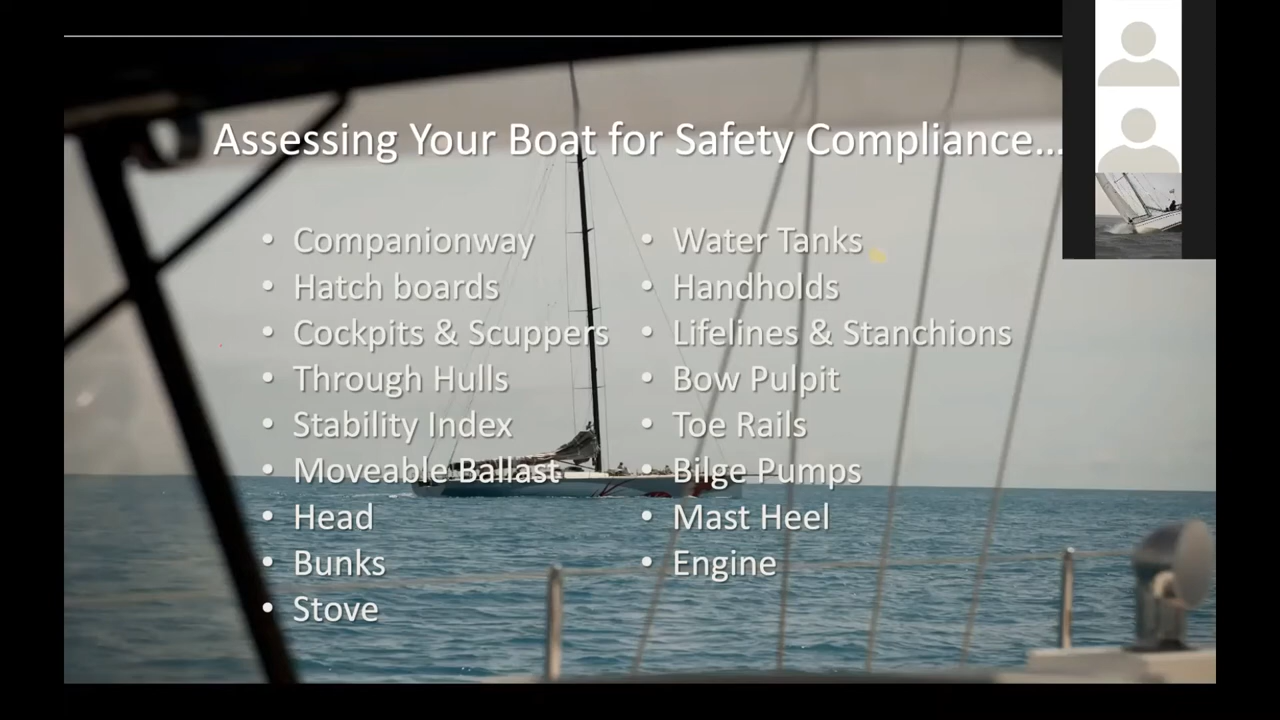 Assessing Your Boat for Safety Compliance...
• Companionway
• Hatch boards
• Cockpits & Scuppers
• Through Hulls
• Stability Index
• Moveable Ballast
• Head
• Bunks
• Stove
• Water Tanks
• Handholds
• Lifelines & Stanchions
• Bow Pulpit
• Toe Rails
• Bilge Pumps
• Mast Heel
• Engine